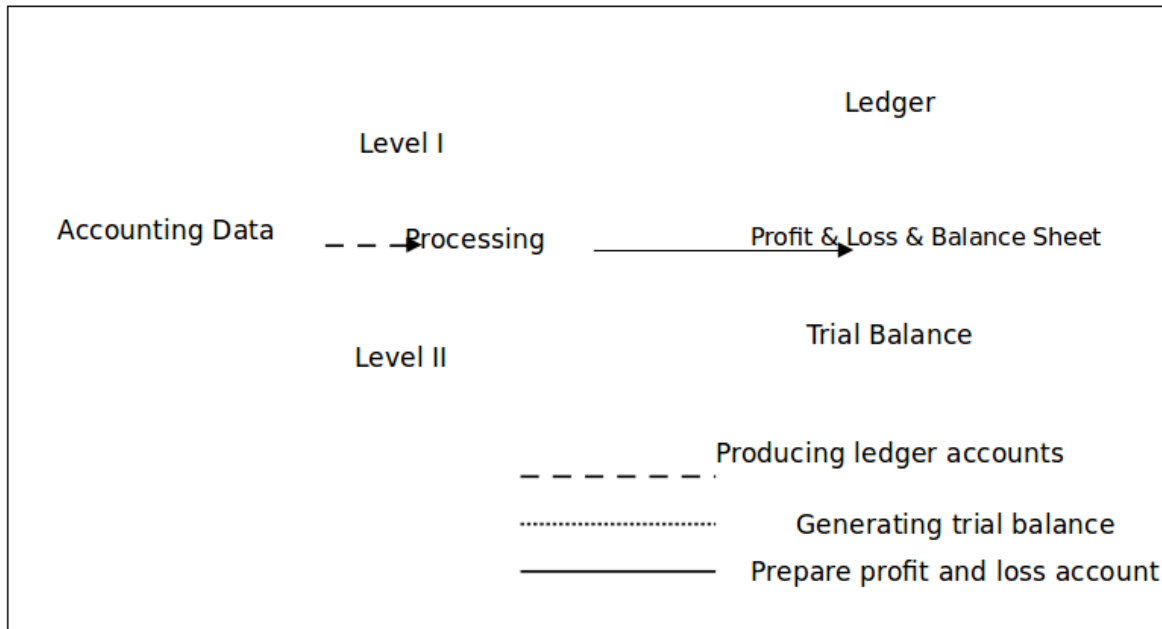 Ledger
Level I
Accounting Data
Processing
Profit & Loss & Balance Sheet
Trial Balance
Level II
Producing ledger accounts
Generating trial balance
Prepare profit and loss account